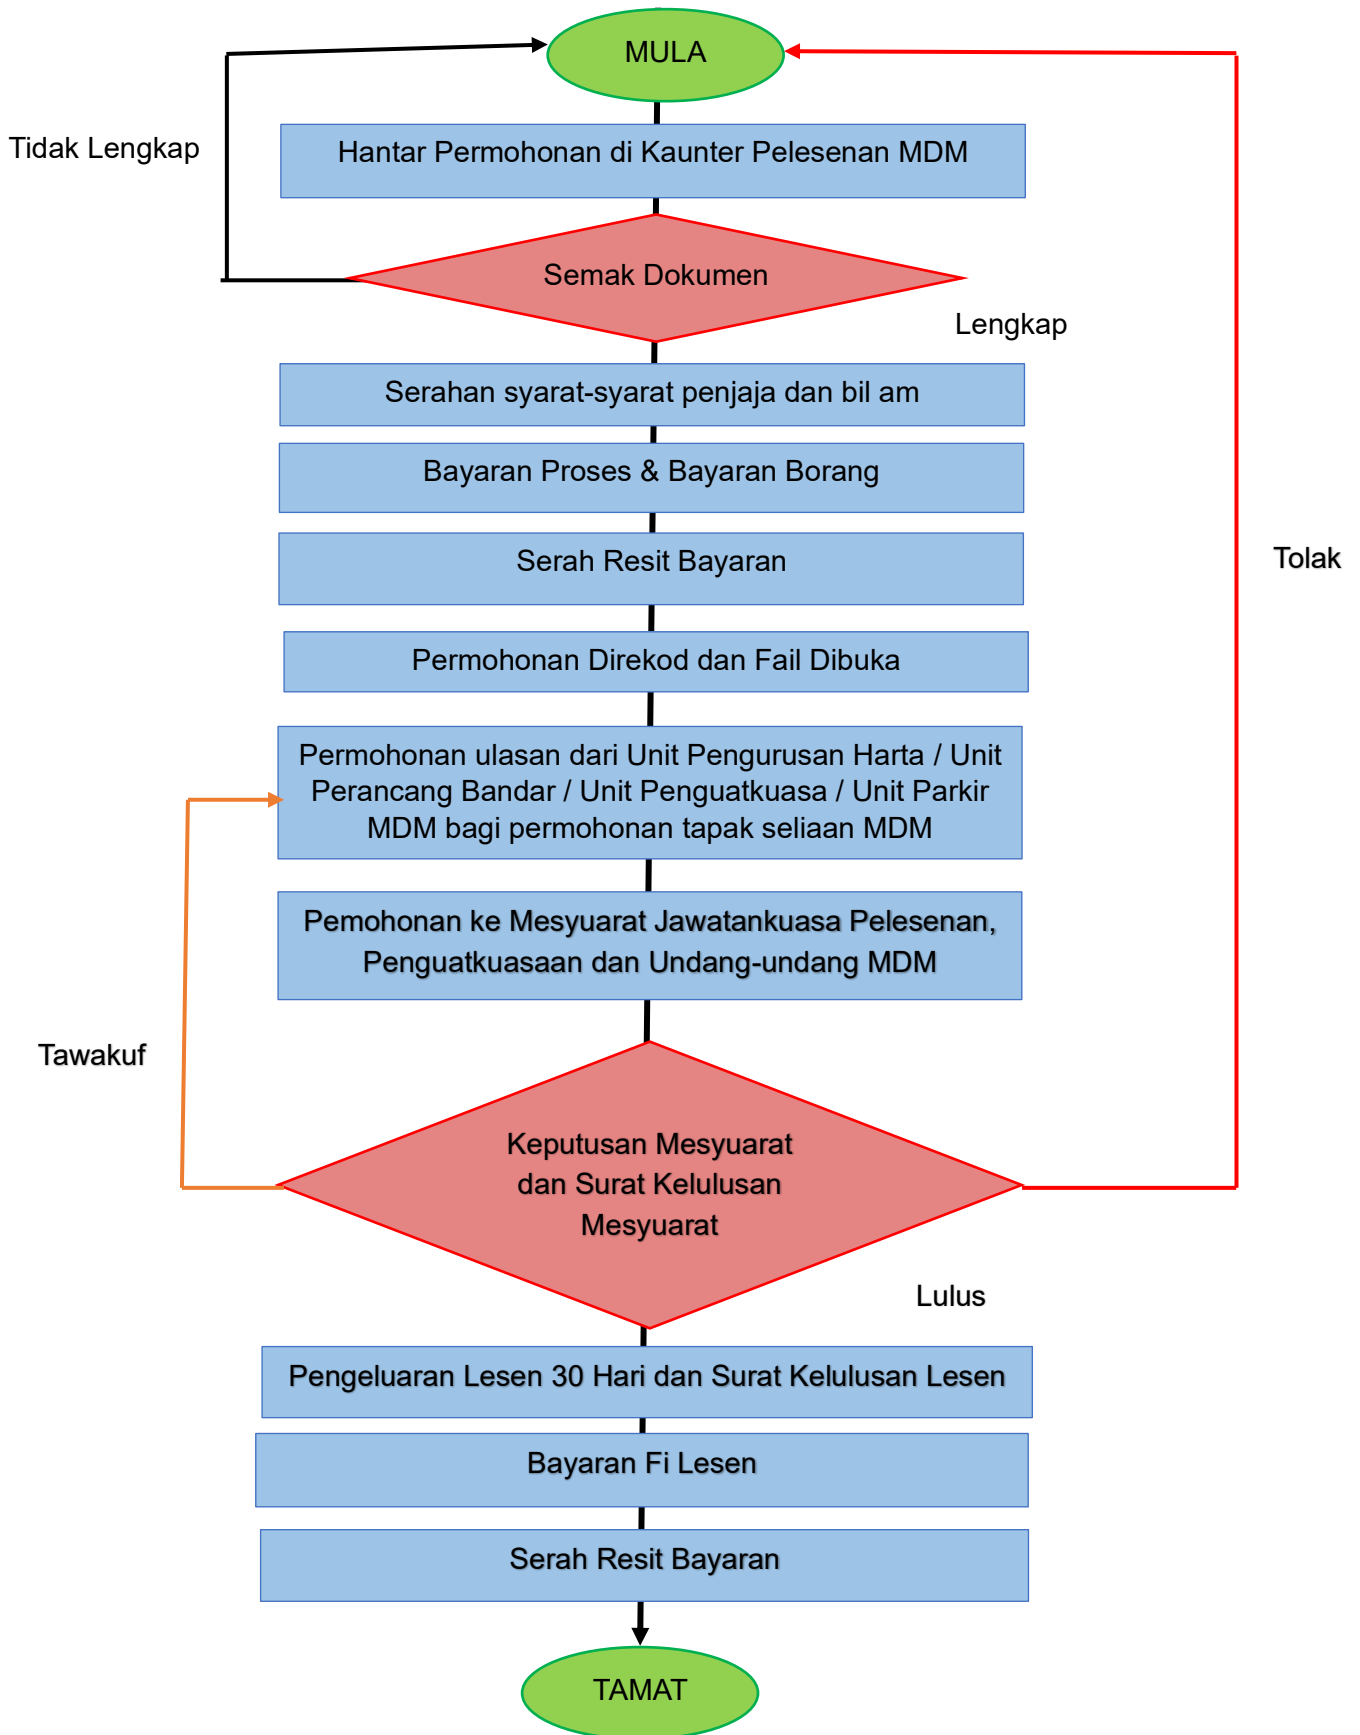 MULA
Tidak Lengkap
Hantar Permohonan di Kaunter Pelesenan MDM
Semak Dokumen
Lengkap
Serahan syarat-syarat penjaja dan bil am
Bayaran Proses & Bayaran Borang
Serah Resit Bayaran
Tolak
Permohonan Direkod dan Fail Dibuka
Permohonan ulasan dari Unit Pengurusan Harta / Unit
Perancang Bandar / Unit Penguatkuasa / Unit Parkir
MDM bagi permohonan tapak seliaan MDM
Pemohonan ke Mesyuarat Jawatankuasa Pelesenan,
Penguatkuasaan dan Undang-undang MDM
Tawakuf
Keputusan Mesyuarat
dan Surat Kelulusan
Mesyuarat
Lulus
Pengeluaran Lesen 30 Hari dan Surat Kelulusan Lesen
Bayaran Fi Lesen
Serah Resit Bayaran
TAMAT